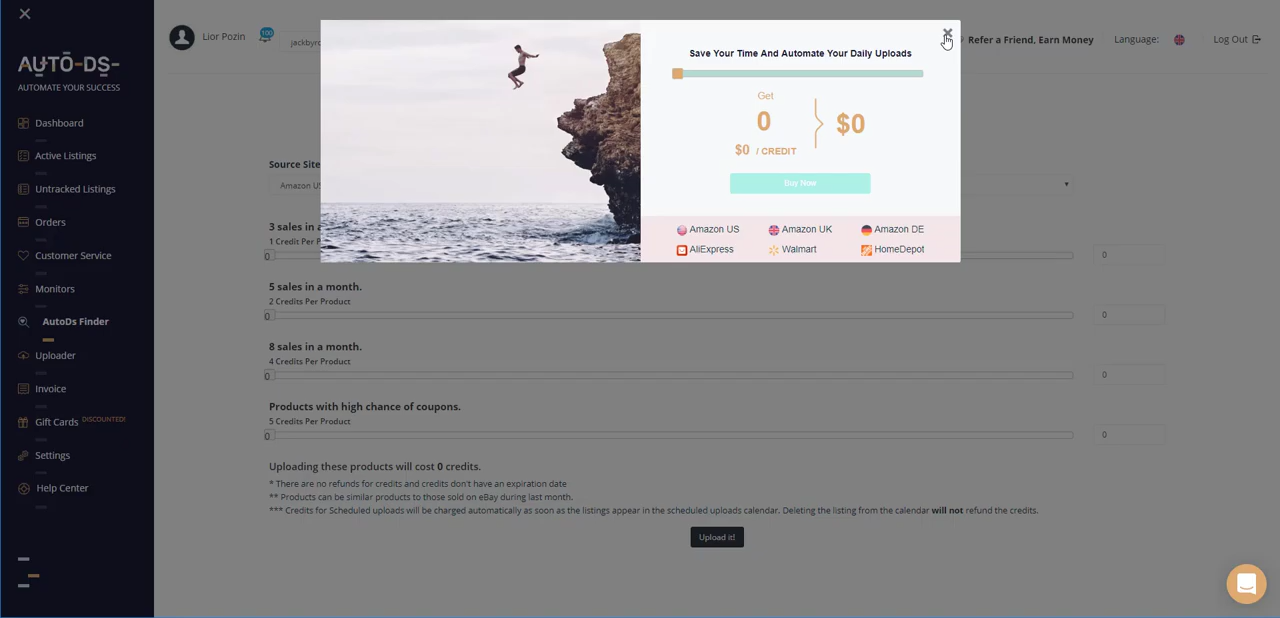 Lior Pozin
100
jackbyro
Refer a Friend, Earn Money
Language:
Log Out
AUTO-DS-
AUTOMATE YOUR SUCCESS
Dashboard
Active Listings
Untracked Listings
Orders
Customer Service
Monitors
AutoDs Finder
Uploader
Invoice
Gift Cards DISCOUNTED!
Settings
Help Center
Save Your Time And Automate Your Daily Uploads
Get
0
$0 / CREDIT
$0
Buy Now
Amazon US Amazon UK Amazon DE
AliExpress Walmart HomeDepot
Source Site
Amazon US
3 sales in a
1 Credit Per P
0 0
5 sales in a month.
2 Credits Per Product
0 0
8 sales in a month.
4 Credits Per Product
0 0
Products with high chance of coupons.
5 Credits Per Product
0 0
Uploading these products will cost 0 credits.
* There are no refunds for credits and credits don't have an expiration date
** Products can be similar products to those sold on eBay during last month.
*** Credits for Scheduled uploads will be charged automatically as soon as the listings appear in the scheduled uploads calendar. Deleting the listing from the calendar will not refund the credits.
Upload it!